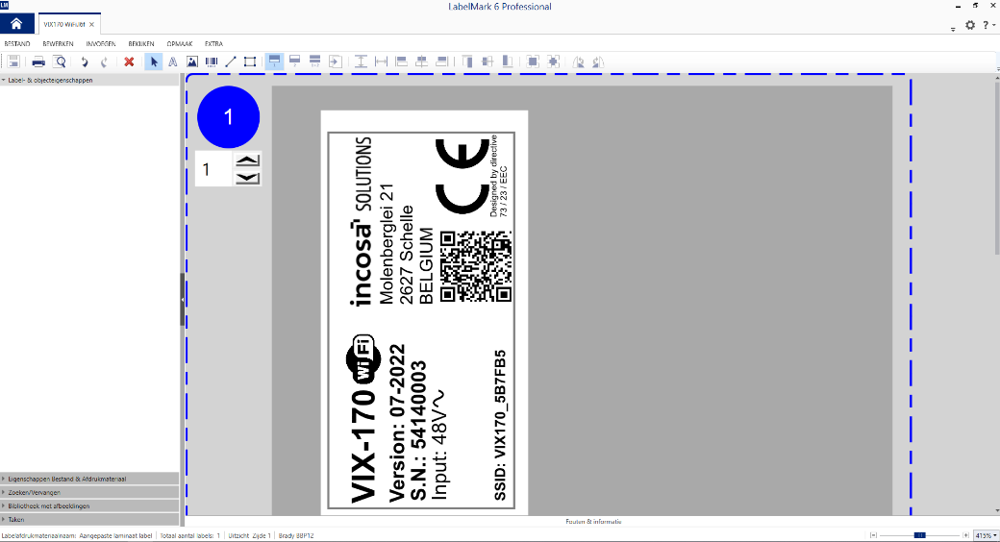 LM
LabelMark 6 Professional
VIX170 WiFi.lbl
BESTAND BEWERKEN INVOEGEN BEKIJKEN OPMAAK EXTRA
Label- & objecteigenschappen
1
1
incosa SOLUTIONS
Molenberglei 21
2627 Schelle
BELGIUM
CE
Designed by directive
73 / 23 / EEC
VIX-170 WiFi
Version: 07-2022
S.N.: 54140003
Input: 48V
SSID: VIX170_5B7FB5
Eigenschappen Bestand & Afdrukmateriaal
Zoeken/Vervangen
Bibliotheek met afbeeldingen
Taken
Fouten & informatie
Labelafdrukmateriaalnaam: Aangepaste laminaat label Totaal aantal labels: 1 Uitzicht Zijde 1 Brady BBP12
415%